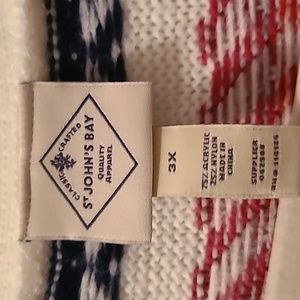 CLASSIC CRAFTED
ST JOHN'S BAY
QUALITY
APPAREL
3X
75% ACRYLIC
25% NYLON
MADE IN
CHINA
SUPPLIER